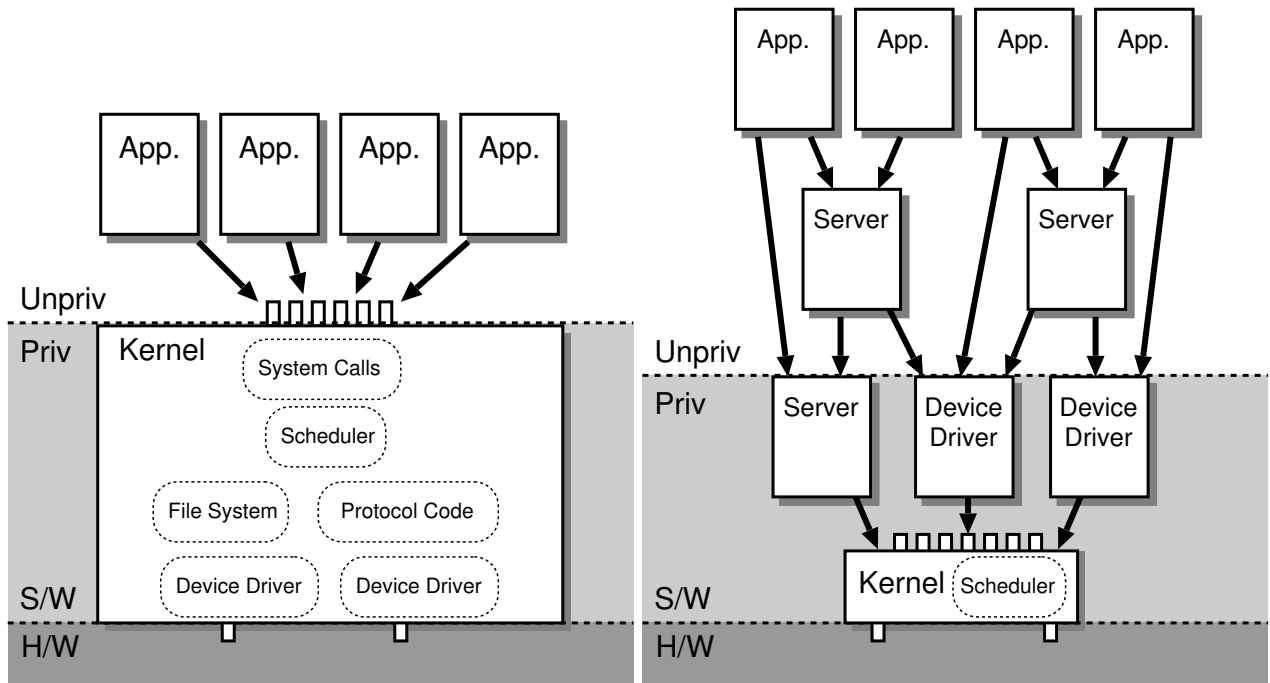 App.
App.
App.
App.
Unpriv
Priv
Kernel
System Calls
Scheduler
File System
Protocol Code
Device Driver
Device Driver
S/W
H/W
App.
App.
App.
App.
Server
Server
Unpriv
Priv
Server
Device
Driver
Device
Driver
Kernel
Scheduler
S/W
H/W